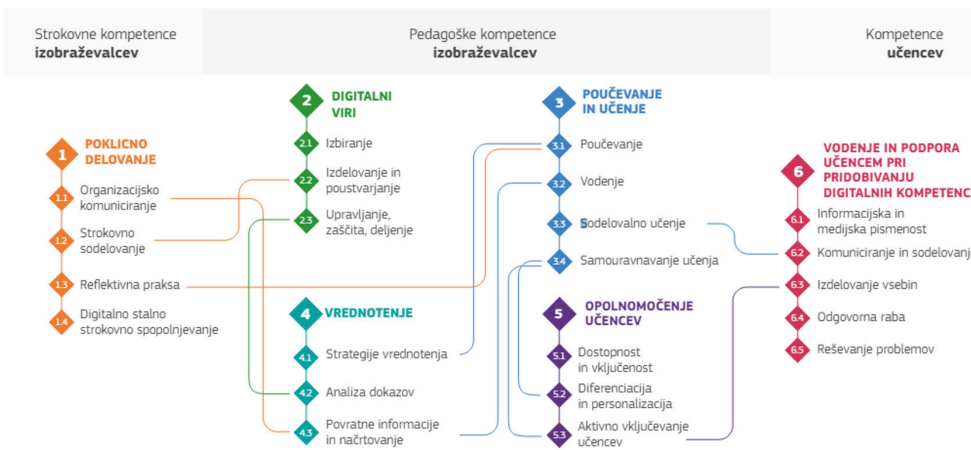 Strokovne kompetence
izobraževalcev
Pedagoške kompetence
izobraževalcev
Kompetence
učencev
1
POKLICNO
DELOVANJE
1.1
Organizacijsko
komuniciranje
1.2
Strokovno
sodelovanje
1.3
Reflektivna praksa
1.4
Digitalno stalno
strokovno spopolnjevanje
2
DIGITALNI
VIRI
2.1
Izbiranje
2.2
Izdelovanje in
poustvarjanje
2.3
Upravljanje,
zaščita, deljenje
4
VREDNOTENJE
4.1
Strategije vrednotenja
4.2
Analiza dokazov
4.3
Povratne informacije
in načrtovanje
3
POUČEVANJE
IN UČENJE
3.1
Poučevanje
3.2
Vodenje
3.3
Sodelovalno učenje
3.4
Samouravnavanje učenja
5
OPOLNOMOČENJE
UČENCEV
5.1
Dostopnost
in vključenost
5.2
Diferenciacija
in personalizacija
5.3
Aktivno vključevanje
učencev
6
VODENJE IN PODPORA
UČENCEM PRI
PRIDOBIVANJU
DIGITALNIH KOMPETENC
6.1
Informacijska in
medijska pismenost
6.2
Komuniciranje in sodelovanj
6.3
Izdelovanje vsebin
6.4
Odgovorna raba
6.5
Reševanje problemov